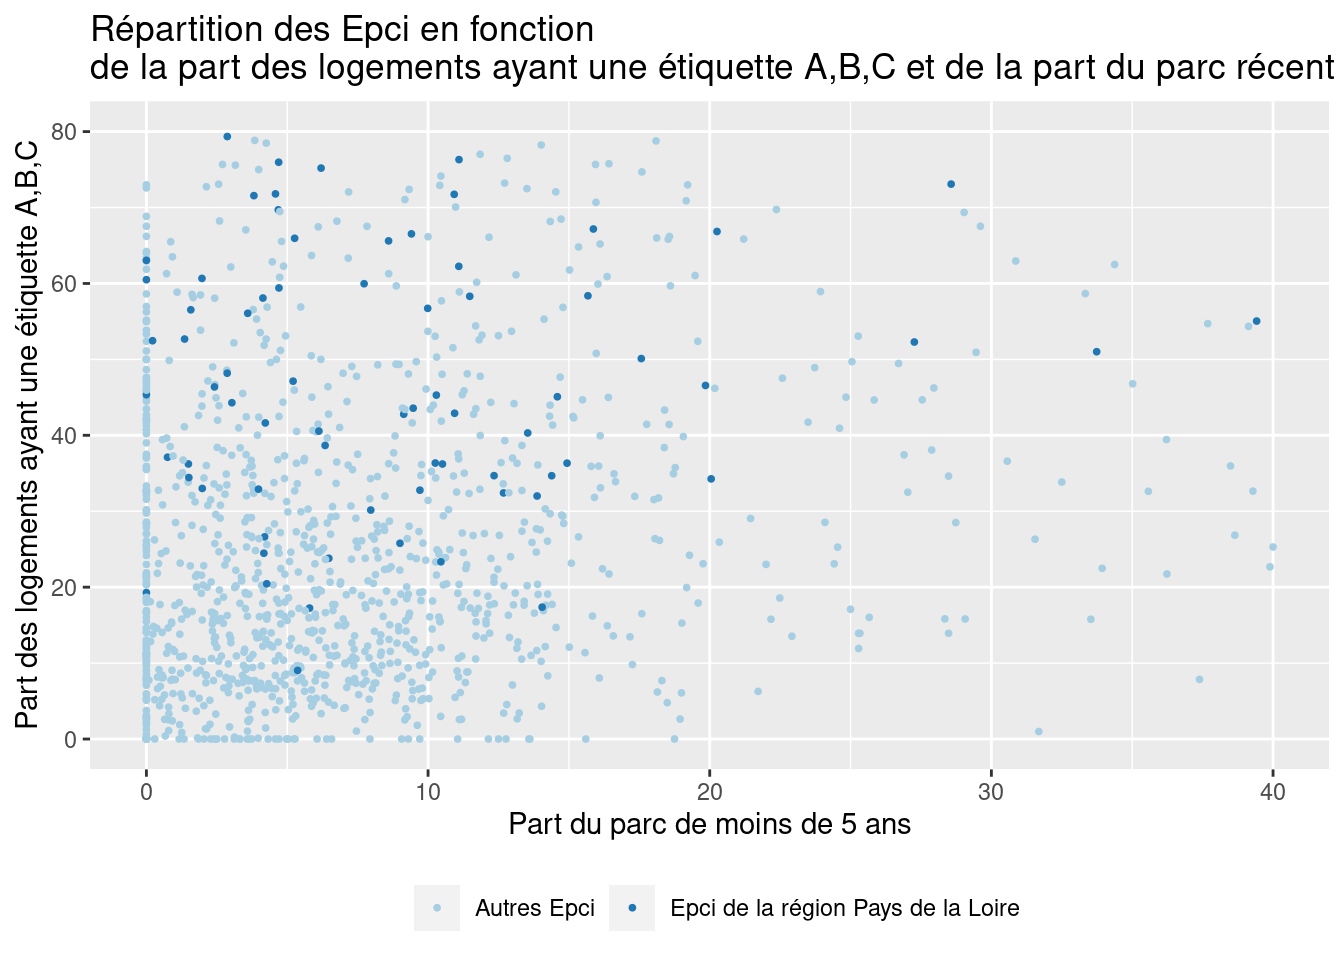 Répartition des Epci en fonction
de la part des logements ayant une étiquette A,B,C et de la part du parc récent
Part des logements ayant une étiquette A,B,C
80
60
40
20
0
0 10 20 30 40
Part du parc de moins de 5 ans
Autres Epci Epci de la région Pays de la Loire